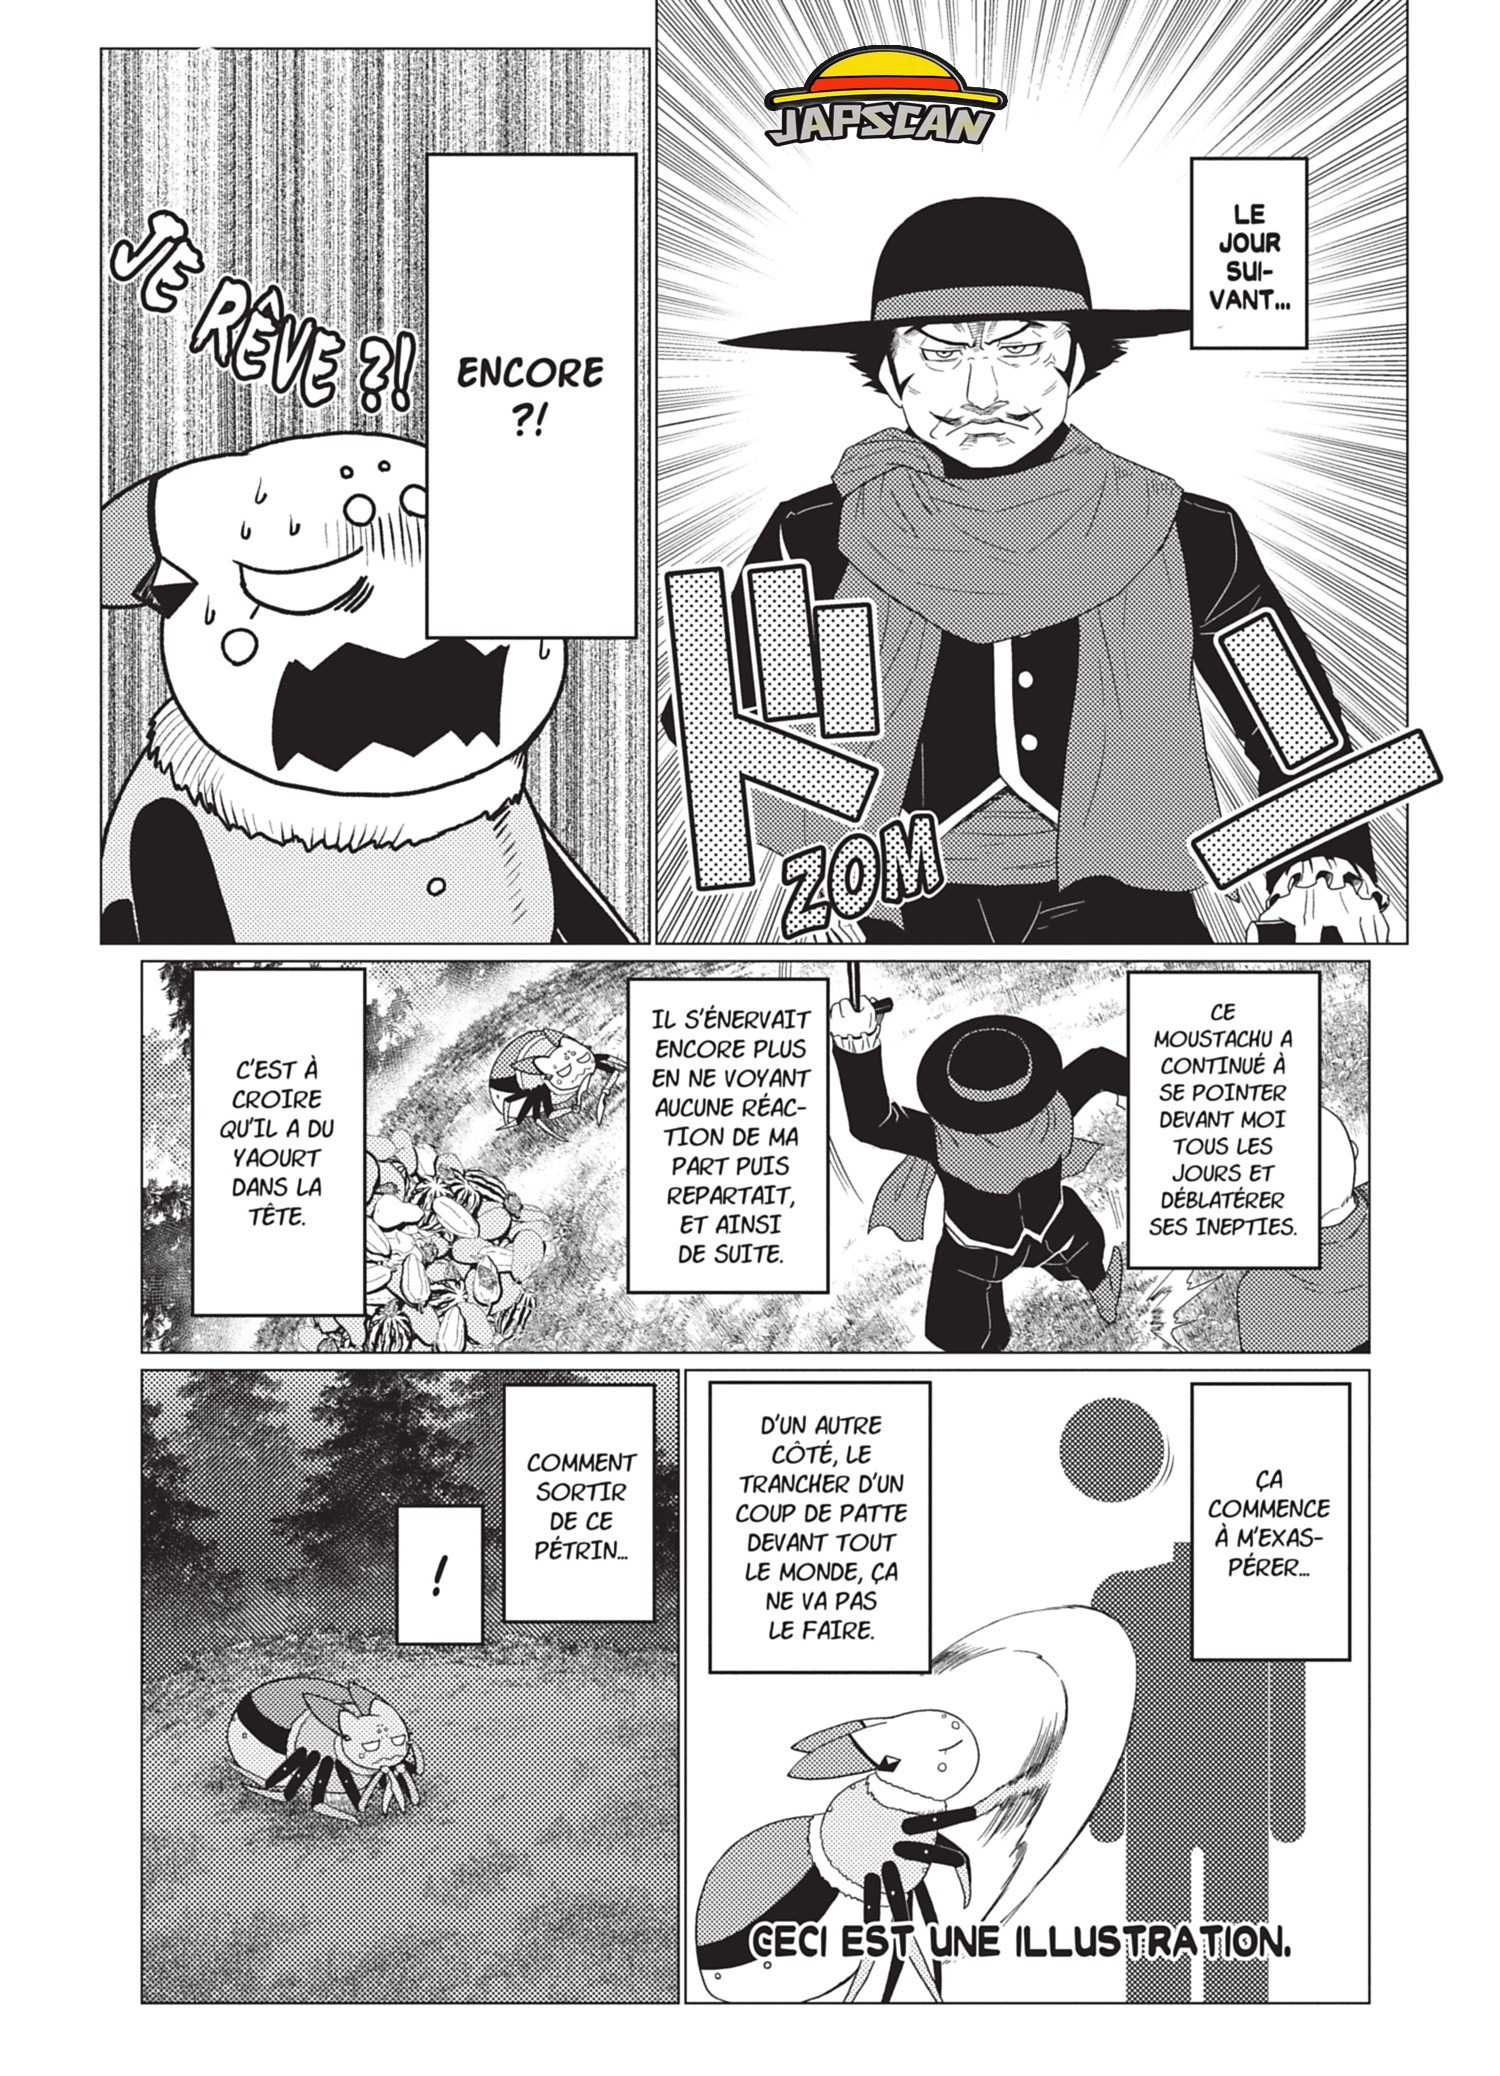 JAPSCAN
LE
JOUR
SUI-
VANT...
ドン
ZOM
ENCORE
?!
JE RÊVE ?!
CE
MOUSTACHU A
CONTINUÉ À
SE POINTER
DEVANT MOI
TOUS LES
JOURS ET
DÉBLATÉRER
SES INEPTIES.
IL S'ÉNERVAIT
ENCORE PLUS
EN NE VOYANT
AUCUNE RÉAC-
TION DE MA
PART PUIS
REPARTAIT,
ET AINSI
DE SUITE.
C'EST À
CROIRE
QU'IL A DU
YAOURT
DANS LA
TÊTE.
ÇA
COMMENCE
À M'EXAS-
PÉRER...
D'UN AUTRE
CÔTÉ, LE
TRANCHER D'UN
COUP DE PATTE
DEVANT TOUT
LE MONDE, ÇA
NE VA PAS
LE FAIRE.
CECI EST UNE ILLUSTRATION.
COMMENT
SORTIR
DE CE
PÉTRIN...
!